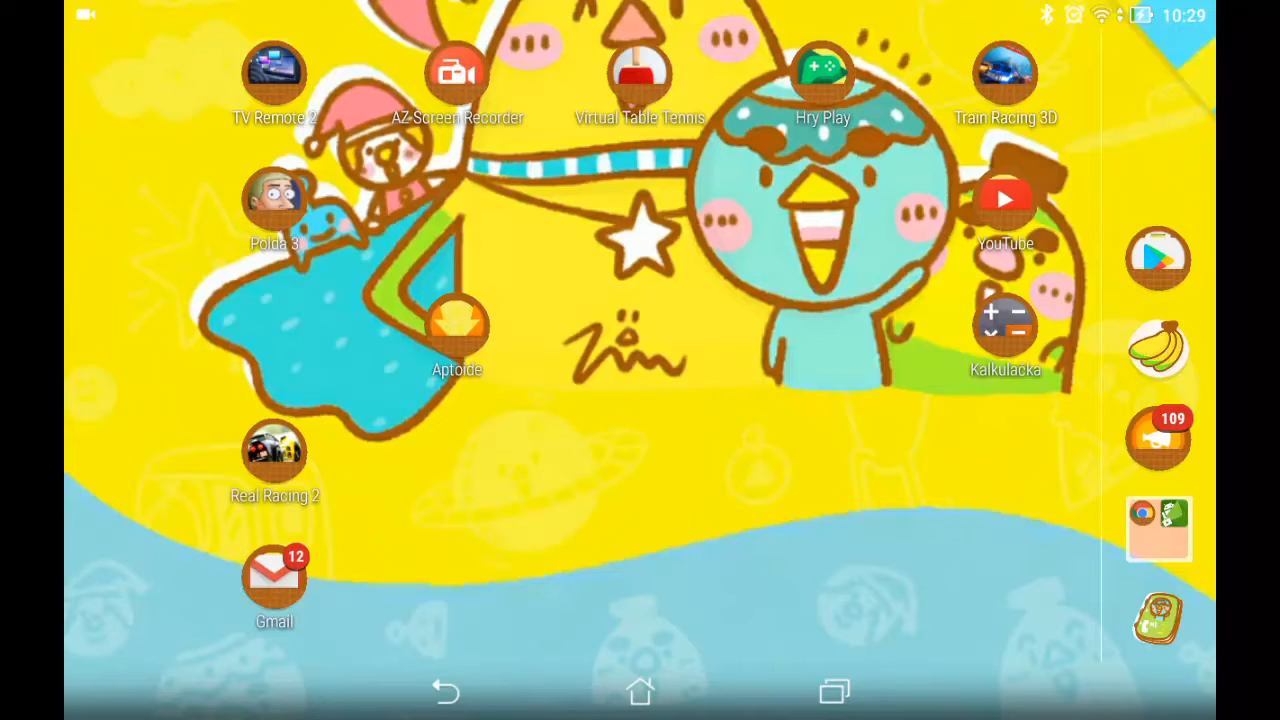 10:29
TV Remote 2
AZ Screen Recorder
Virtual Table Tennis
Hry Play
Train Racing 3D
Polda 3
YouTube
Aptoide
Kalkulacka
109
Real Racing 2
12
Gmail